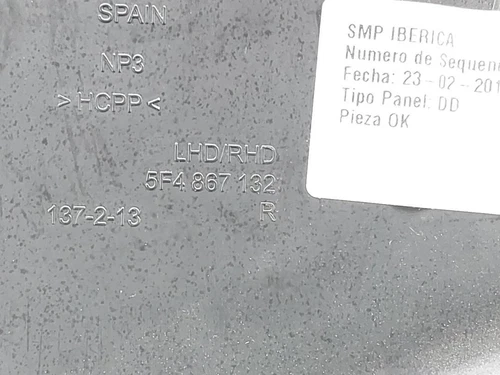 SPAIN
NP3
> HCPP <
LHD/RHD
5F4 867 132
R
137-2-13
SMP IBERICA
Numero de Sequen
Fecha: 23-02-201
Tipo Panel: DD
Pieza OK